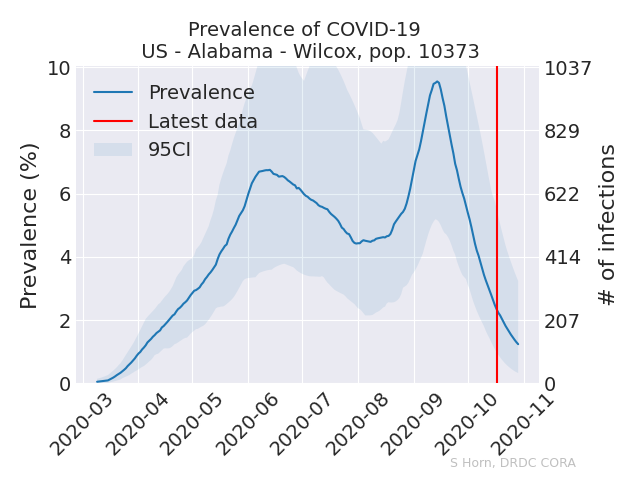 Prevalence of COVID-19
US - Alabama - Wilcox, pop. 10373
Prevalence
Latest data
95CI
Prevalence (%)
10
8
6
4
2
0
1037
829
622
414
207
0
# of infections
2020-03
2020-04
2020-05
2020-06
2020-07
2020-08
2020-09
2020-10
2020-11
S Horn, DRDC CORA